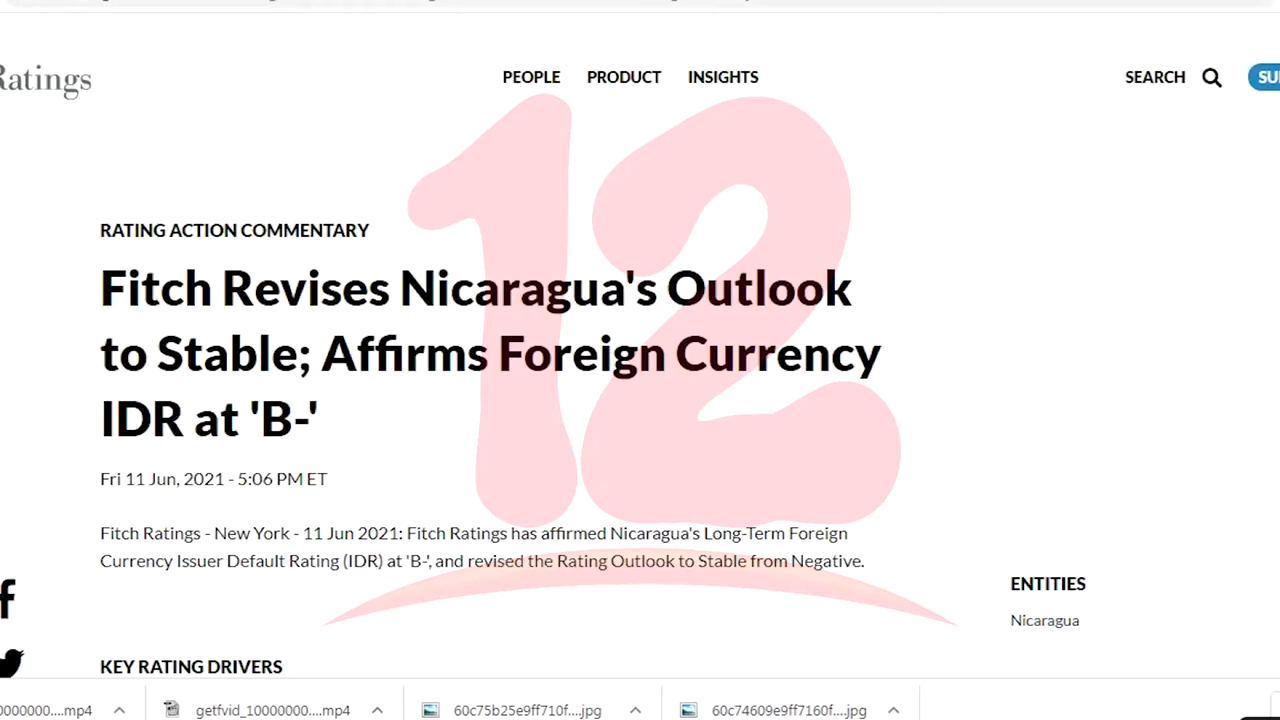 Ratings
PEOPLE PRODUCT INSIGHTS
SEARCH
12
RATING ACTION COMMENTARY
Fitch Revises Nicaragua's Outlook
to Stable; Affirms Foreign Currency
IDR at 'B-'
Fri 11 Jun, 2021 - 5:06 PM ET
Fitch Ratings - New York - 11 Jun 2021: Fitch Ratings has affirmed Nicaragua's Long-Term Foreign
Currency Issuer Default Rating (IDR) at 'B-', and revised the Rating Outlook to Stable from Negative.
ENTITIES
Nicaragua
KEY RATING DRIVERS
0000000....mp4 getfvid_10000000....mp4 60c75b25e9ff710f....jpg 60c74609e9ff7160f....jpg